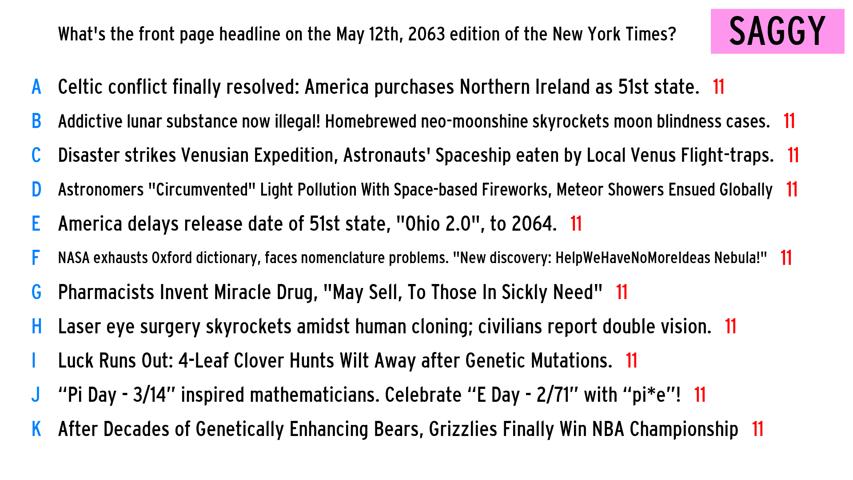 What's the front page headline on the May 12th, 2063 edition of the New York Times?
SAGGY
A Celtic conflict finally resolved: America purchases Northern Ireland as 51st state. 11
B Addictive lunar substance now illegal! Homebrewed neo-moonshine skyrockets moon blindness cases. 11
C Disaster strikes Venusian Expedition, Astronauts' Spaceship eaten by Local Venus Flight-traps. 11
D Astronomers "Circumvented" Light Pollution With Space-based Fireworks, Meteor Showers Ensued Globally 11
E America delays release date of 51st state, "Ohio 2.0", to 2064. 11
F NASA exhausts Oxford dictionary, faces nomenclature problems. "New discovery: HelpWeHaveNoMoreIdeas Nebula!" 11
G Pharmacists Invent Miracle Drug, "May Sell, To Those In Sickly Need" 11
H Laser eye surgery skyrockets amidst human cloning; civilians report double vision. 11
I Luck Runs Out: 4-Leaf Clover Hunts Wilt Away after Genetic Mutations. 11
J “Pi Day - 3/14” inspired mathematicians. Celebrate “E Day - 2/71” with “pi*e”! 11
K After Decades of Genetically Enhancing Bears, Grizzlies Finally Win NBA Championship 11